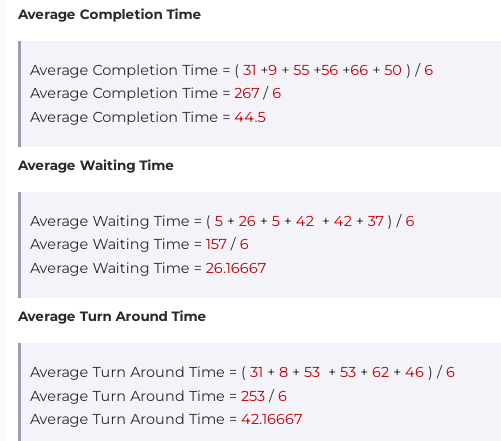 Average Completion Time
Average Completion Time = ( 31 +9 + 55 +56 +66 + 50 ) / 6
Average Completion Time = 267 / 6
Average Completion Time = 44.5
Average Waiting Time
Average Waiting Time = ( 5 + 26 + 5 + 42 + 42 + 37 ) / 6
Average Waiting Time = 157 / 6
Average Waiting Time = 26.16667
Average Turn Around Time
Average Turn Around Time = ( 31 + 8 + 53 + 53 + 62 + 46 ) / 6
Average Turn Around Time = 253 / 6
Average Turn Around Time = 42.16667